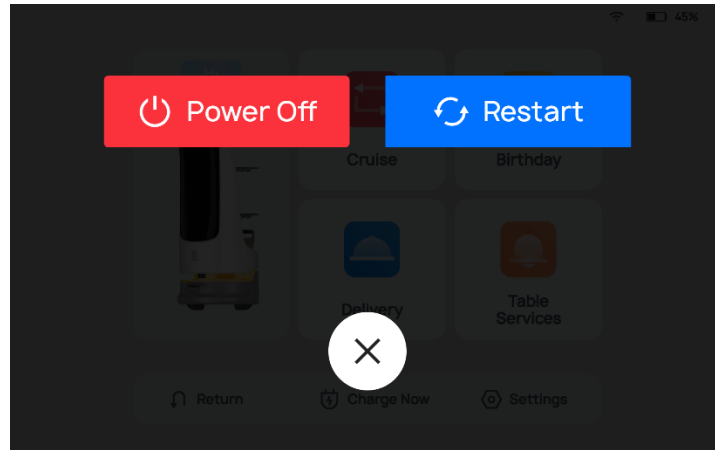 45%
Power Off
Restart
Cruise
Birthday
Delivery
Table
Services
Return
Charge Now
Settings